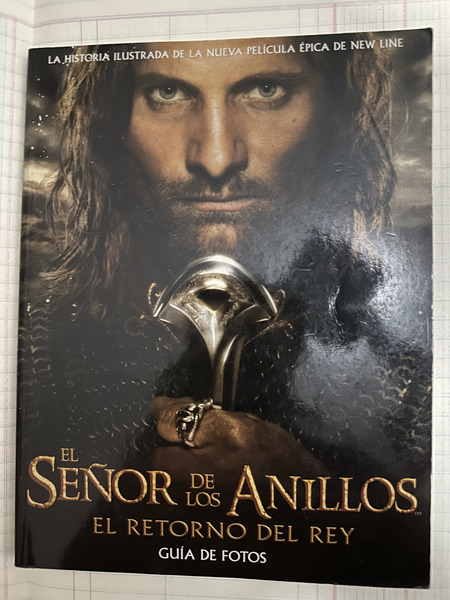 LA HISTORIA ILUSTRADA DE LA NUEVA PELÍCULA ÉPICA DE NEW LINE
EL SEÑOR DE LOS ANILLOS
EL RETORNO DEL REY
GUÍA DE FOTOS